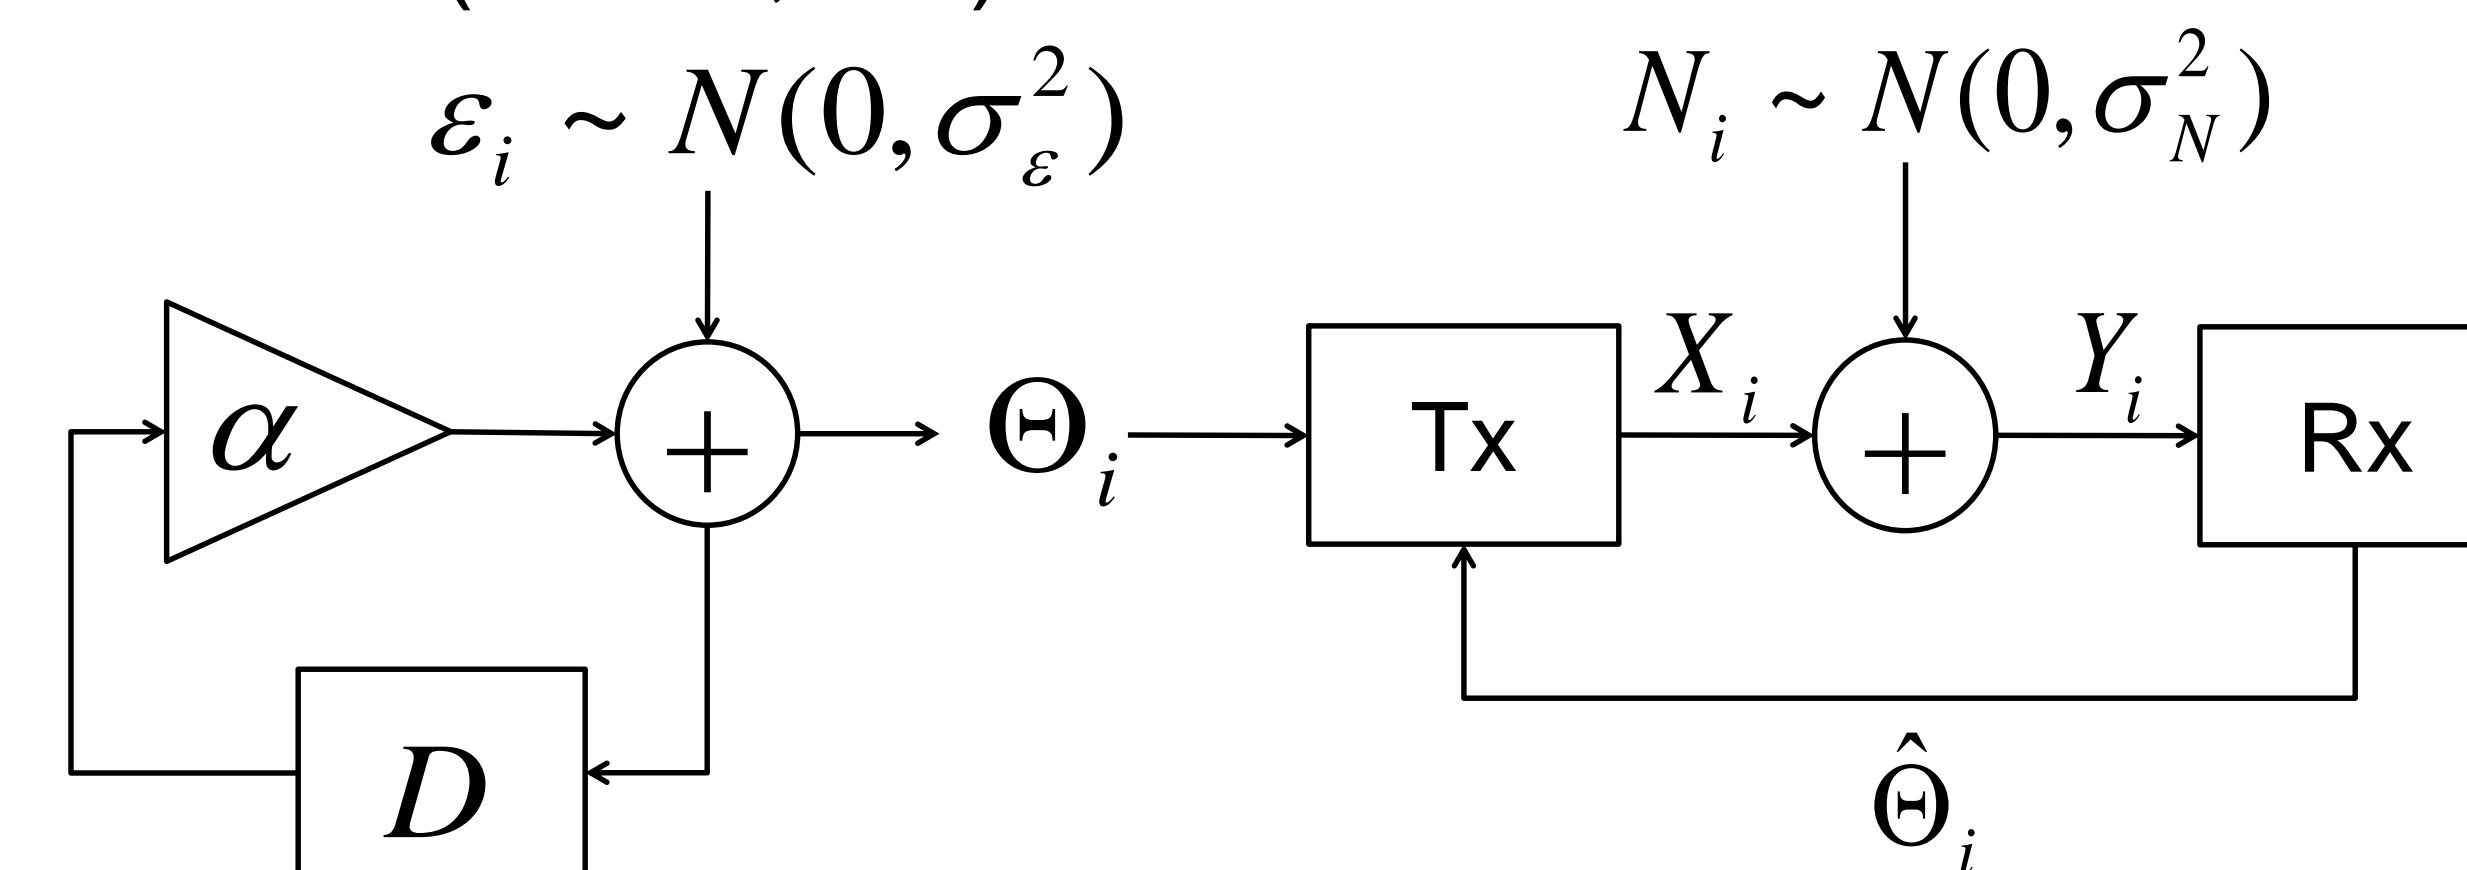 εᵢ ~ N(0, σ²_ε)
Nᵢ ~ N(0, σ²_N)
α
+
Θᵢ
Tx
Xᵢ
+
Yᵢ
Rx
D
Θ̂ᵢ